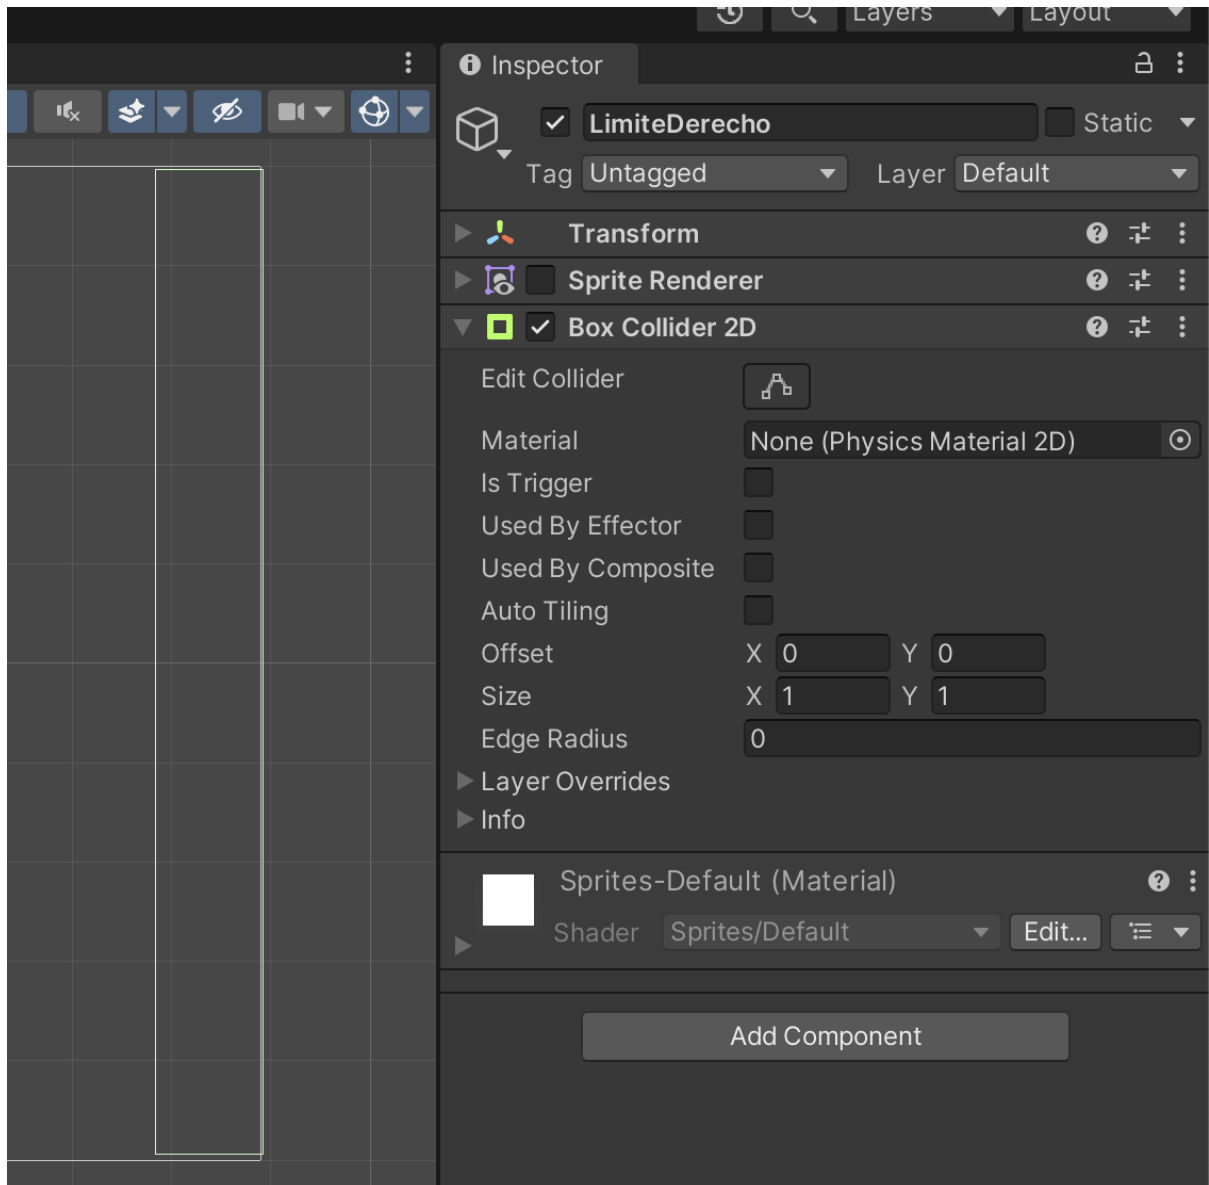 Layers Layout
Inspector
LimiteDerecho Static
Tag Untagged Layer Default
Transform
Sprite Renderer
Box Collider 2D
Edit Collider
Material None (Physics Material 2D)
Is Trigger
Used By Effector
Used By Composite
Auto Tiling
Offset X 0 Y 0
Size X 1 Y 1
Edge Radius 0
Layer Overrides
Info
Sprites-Default (Material)
Shader Sprites/Default Edit...
Add Component